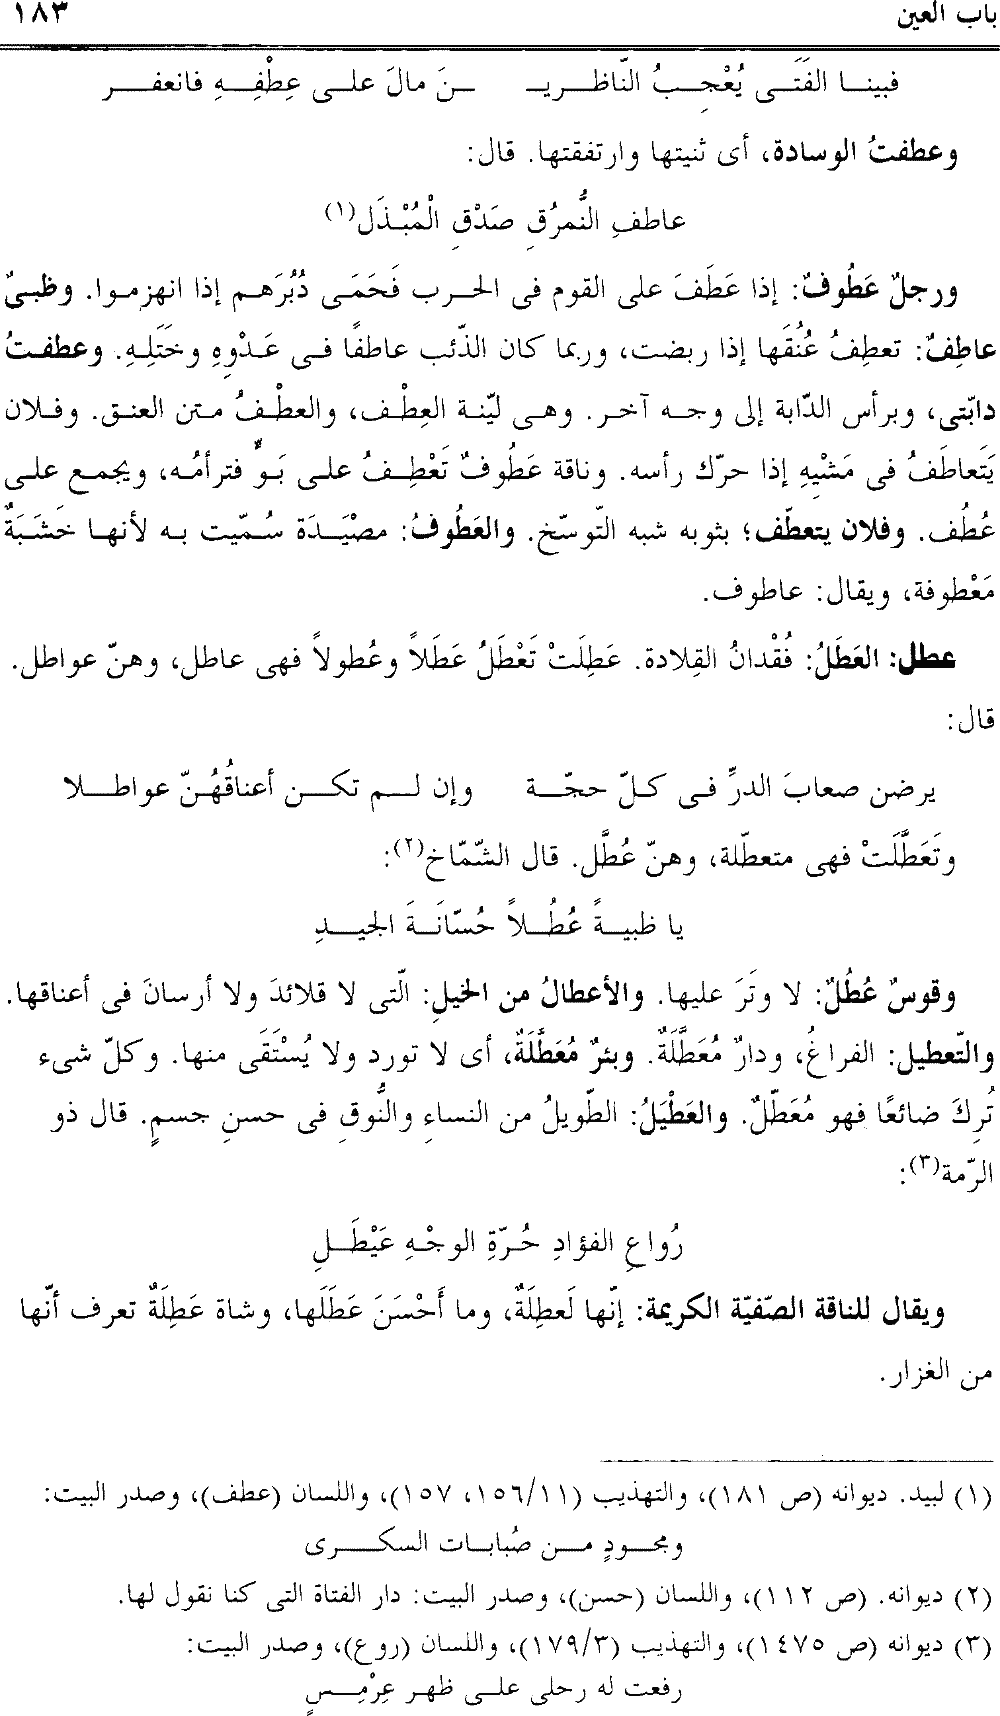 باب العين ١٨٣
فبينا الفَتَى يُعْجِبُ النّاظريـ ـنَ مالَ على عِطْفِهِ فانعفر
وعطفتُ الوسادة، أى ثنيتها وارتفقتها. قال:
عاطفِ النُّمرُقِ صَدْقِ الْمُبْذَل(١)
ورجلٌ عَطُوفٌ: إذا عَطَفَ على القوم فى الحرب فَحَمَى دُبُرَهم إذا انهزموا. وظبىٌ
عاطِفٌ: تعطِفُ عُنُقَها إذا ربضت، وربما كان الذّئب عاطفًا فى عَدْوِهِ وخَتَلِهِ. وعطفتُ
دابّتى، وبرأس الدّابة إلى وجه آخر. وهى ليّنة العِطْف، والعطْفُ متن العنق. وفلان
يَتَعاطَفُ فى مَشْيِهِ إذا حرّك رأسه. وناقة عَطُوفٌ تَعْطِفُ على بَوٍّ فترأمُه، ويجمع على
عُطُف. وفلان يتعطّف؛ بثوبه شبه التّوسّخ. والعَطُوفُ: مصْيَدَة سُمّيت به لأنها خَشَبَةٌ
مَعْطوفة، ويقال: عاطوف.
عطل: العَطَلُ: فُقْدانُ القِلادة. عَطِلَتْ تَعْطَلُ عَطَلاً وعُطولاً فهى عاطل، وهنّ عواطل.
قال:
يرضن صعابَ الدرِّ فى كلّ حجّة وإن لم تكن أعناقُهُنّ عواطلا
وتَعَطَّلَتْ فهى متعطّلة، وهنّ عُطَّل. قال الشّمّاخ(٢):
يا ظبيةً عُطُلاً حُسّانَةَ الجيدِ
وقوسٌ عُطُلٌ: لا وتَرَ عليها. والأعطالُ من الخيلِ: الّتى لا قلائدَ ولا أرسانَ فى أعناقها.
والتّعطيل: الفراغُ، ودارٌ مُعَطَّلَةٌ. وبئرٌ مُعَطَّلَةٌ، أى لا تورد ولا يُسْتَقَى منها. وكلّ شىء
تُرِكَ ضائعًا فهو مُعَطّلٌ. والعَطْيَلُ: الطّويلُ من النساءِ والنُّوقِ فى حسنِ جسمٍ. قال ذو
الرّمة(٣):
رُواعِ الفؤادِ حُرّةِ الوجْهِ عَيْطَلِ
ويقال للناقة الصّفيّة الكريمة: إنّها لَعطِلَةٌ، وما أَحْسَنَ عَطَلَها، وشاة عَطِلَةٌ تعرف أنّها
من الغزار.
(١) لبيد. ديوانه (ص ١٨١)، والتهذيب (١٥٦/١١، ١٥٧)، واللسان (عطف)، وصدر البيت:
ومجودٍ من صُبابات السكرى
(٢) ديوانه. (ص ١١٢)، واللسان (حسن)، وصدر البيت: دار الفتاة التى كنا نقول لها.
(٣) ديوانه (ص ١٤٧٥)، والتهذيب (١٧٩/٣)، واللسان (روع)، وصدر البيت:
رفعت له رحلى على ظهر عِرْمِسٍ